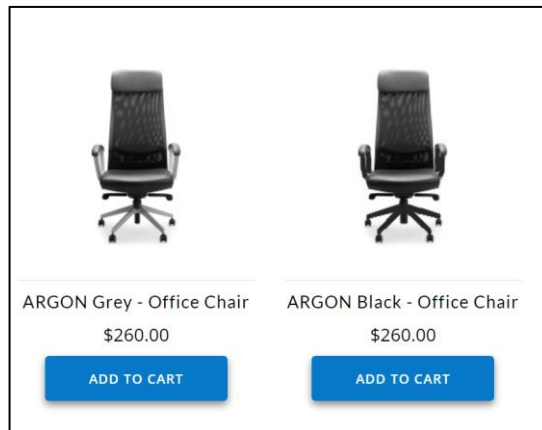 ARGON Grey - Office Chair
$260.00
ADD TO CART
ARGON Black - Office Chair
$260.00
ADD TO CART